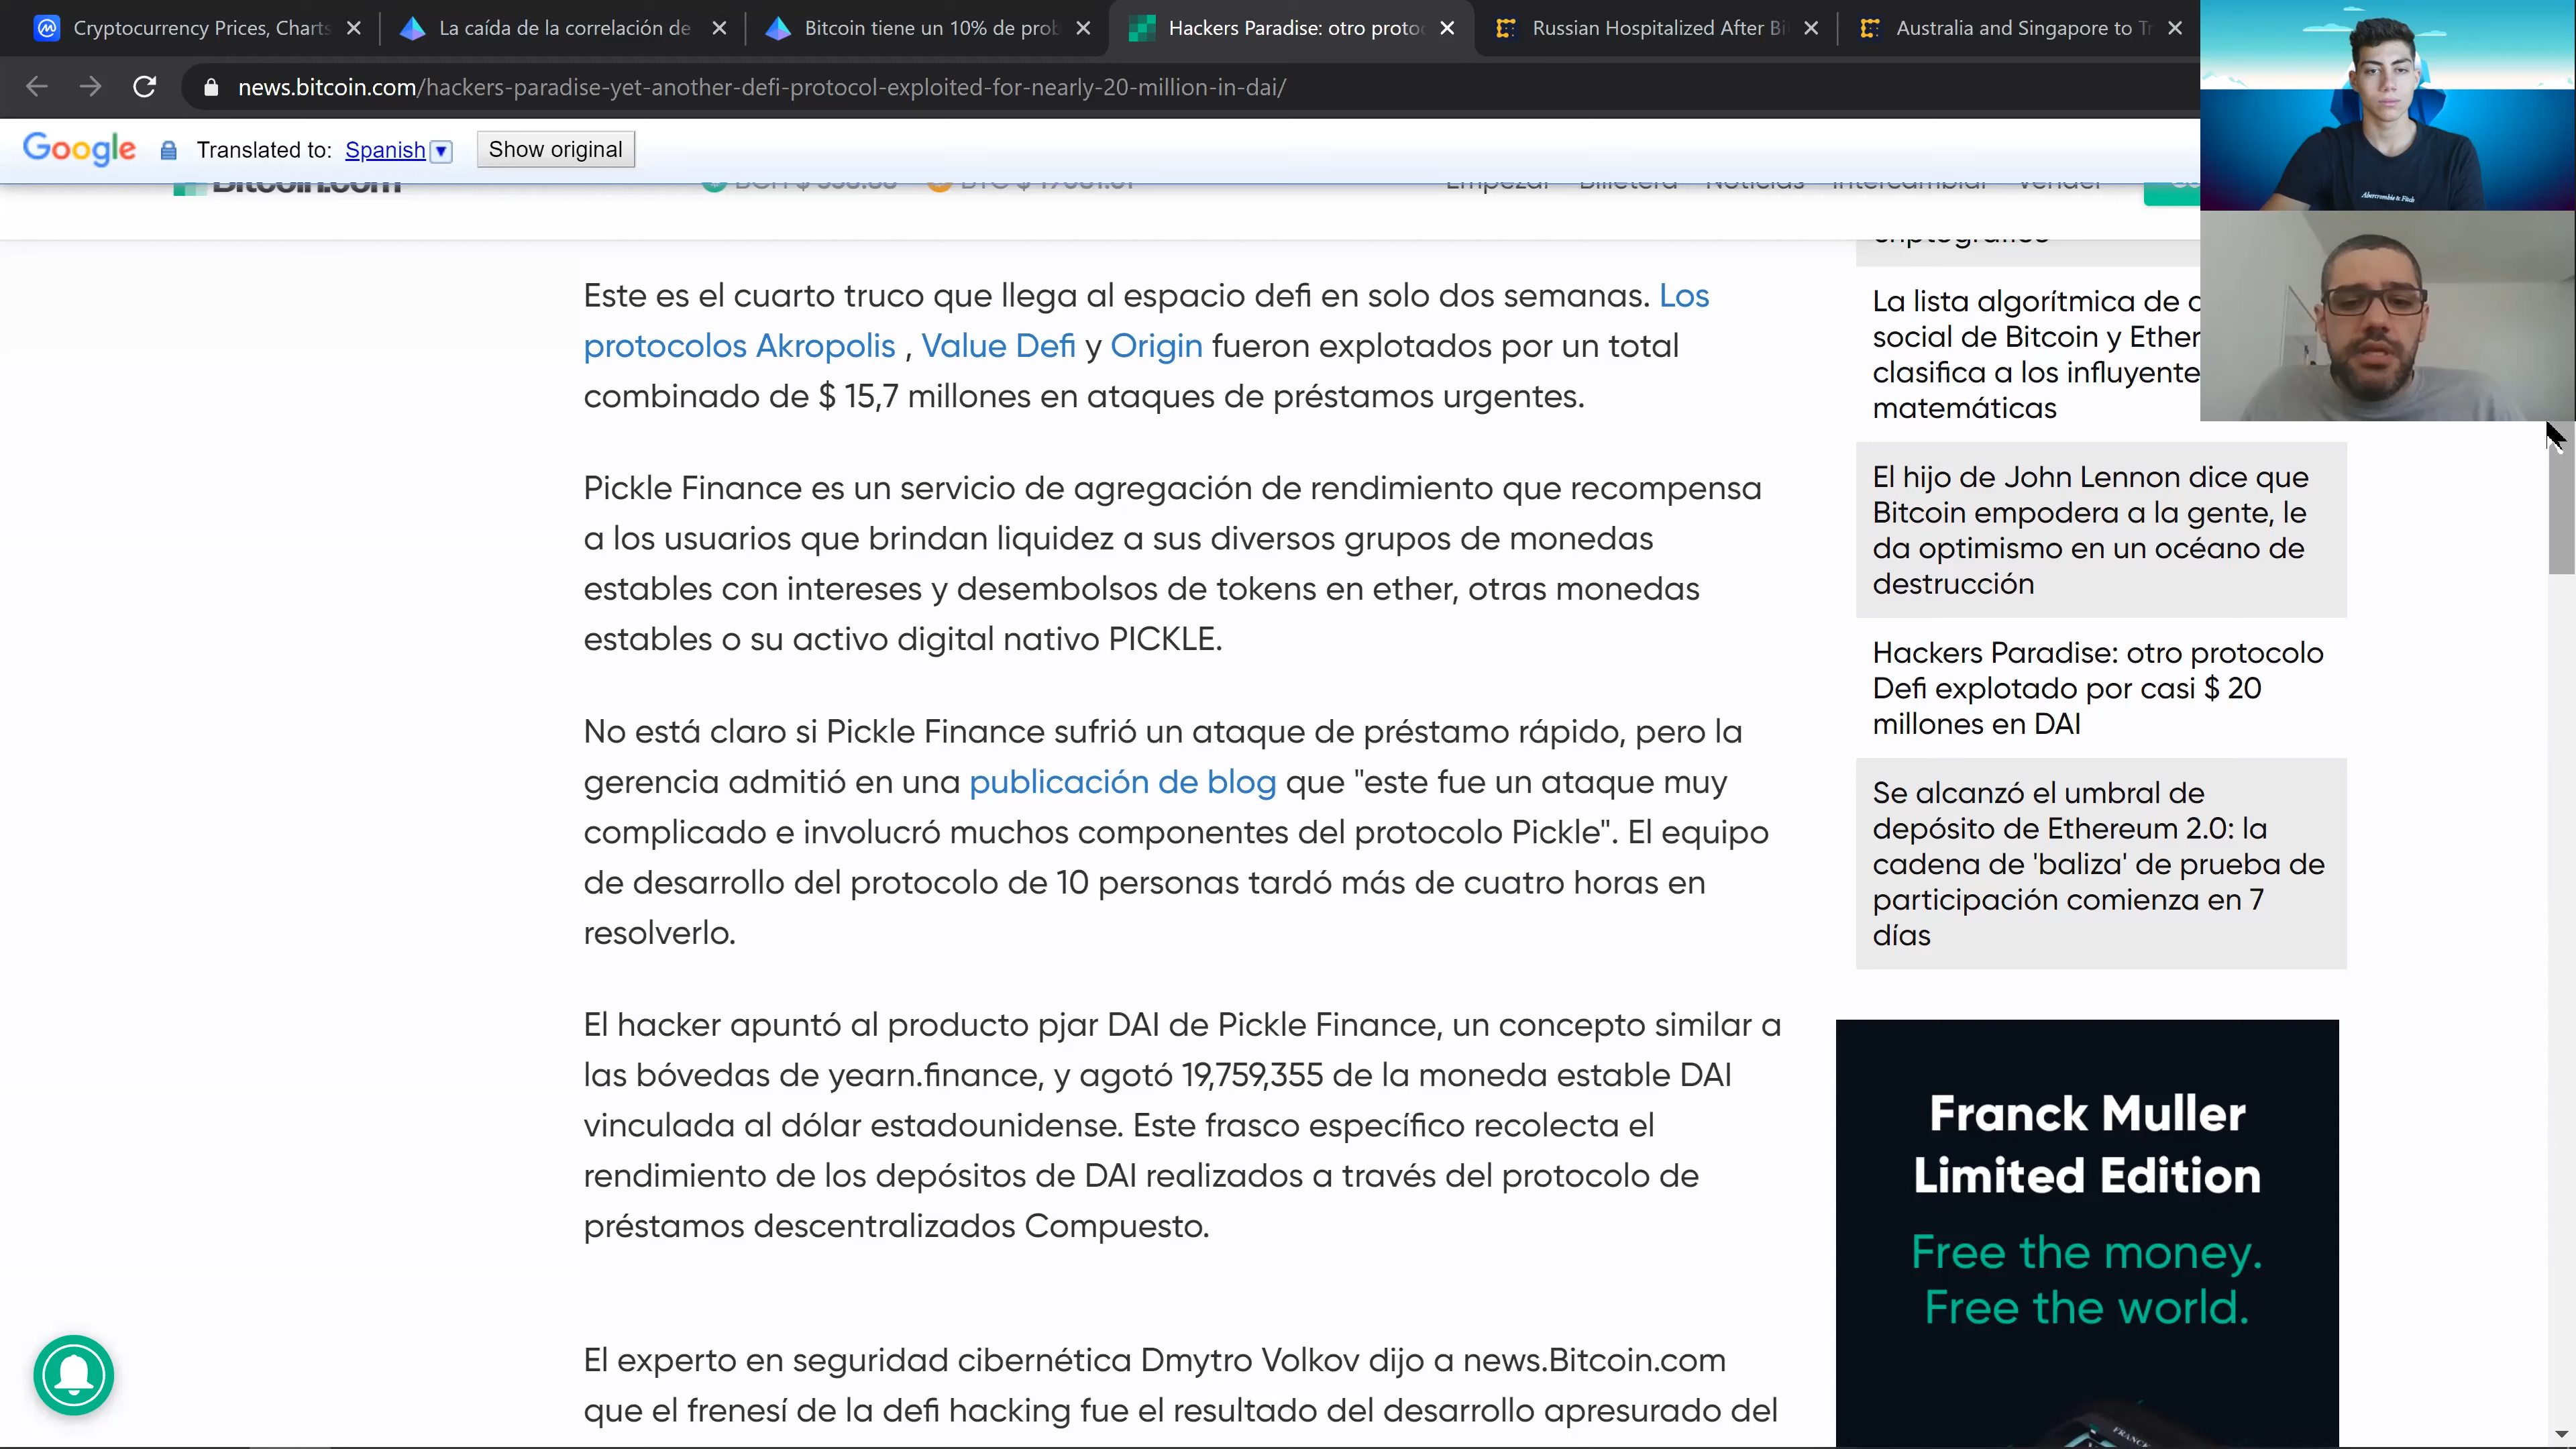 Cryptocurrency Prices, Charts
La caída de la correlación de
Bitcoin tiene un 10% de prob
Hackers Paradise: otro proto
Russian Hospitalized After Bi
Australia and Singapore to Tr
news.bitcoin.com/hackers-paradise-yet-another-defi-protocol-exploited-for-nearly-20-million-in-dai/
Google Translated to: Spanish Show original
Bitcoin.com
Empezar Billetera Noticias Intercambiar Vender
Este es el cuarto truco que llega al espacio defi en solo dos semanas. Los
protocolos Akropolis , Value Defi y Origin fueron explotados por un total
combinado de $ 15,7 millones en ataques de préstamos urgentes.
Pickle Finance es un servicio de agregación de rendimiento que recompensa
a los usuarios que brindan liquidez a sus diversos grupos de monedas
estables con intereses y desembolsos de tokens en ether, otras monedas
estables o su activo digital nativo PICKLE.
No está claro si Pickle Finance sufrió un ataque de préstamo rápido, pero la
gerencia admitió en una publicación de blog que "este fue un ataque muy
complicado e involucró muchos componentes del protocolo Pickle". El equipo
de desarrollo del protocolo de 10 personas tardó más de cuatro horas en
resolverlo.
El hacker apuntó al producto pjar DAI de Pickle Finance, un concepto similar a
las bóvedas de yearn.finance, y agotó 19,759,355 de la moneda estable DAI
vinculada al dólar estadounidense. Este frasco específico recolecta el
rendimiento de los depósitos de DAI realizados a través del protocolo de
préstamos descentralizados Compuesto.
El experto en seguridad cibernética Dmytro Volkov dijo a news.Bitcoin.com
que el frenesí de la defi hacking fue el resultado del desarrollo apresurado del
criptográfico
La lista algorítmica de
social de Bitcoin y Ether
clasifica a los influyente
matemáticas
El hijo de John Lennon dice que
Bitcoin empodera a la gente, le
da optimismo en un océano de
destrucción
Hackers Paradise: otro protocolo
Defi explotado por casi $ 20
millones en DAI
Se alcanzó el umbral de
depósito de Ethereum 2.0: la
cadena de 'baliza' de prueba de
participación comienza en 7
días
Franck Muller
Limited Edition
Free the money.
Free the world.
Abercrombie & Fitch